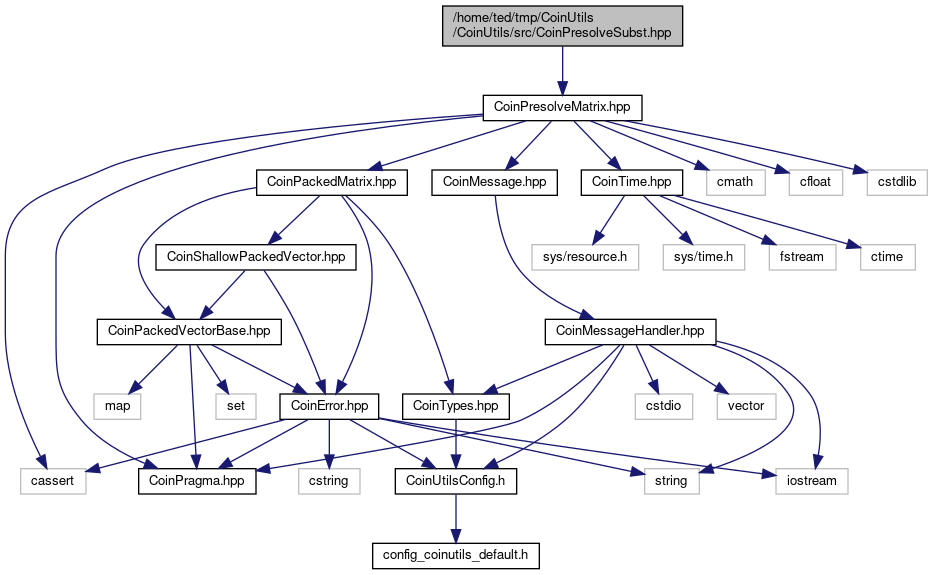 /home/ted/tmp/CoinUtils
/CoinUtils/src/CoinPresolveSubst.hpp
CoinPresolveMatrix.hpp
CoinPackedMatrix.hpp
CoinMessage.hpp
CoinTime.hpp
cmath
cfloat
cstdlib
CoinShallowPackedVector.hpp
sys/resource.h
sys/time.h
fstream
ctime
CoinPackedVectorBase.hpp
CoinMessageHandler.hpp
map
set
CoinError.hpp
CoinTypes.hpp
cstdio
vector
cassert
CoinPragma.hpp
cstring
CoinUtilsConfig.h
string
iostream
config_coinutils_default.h